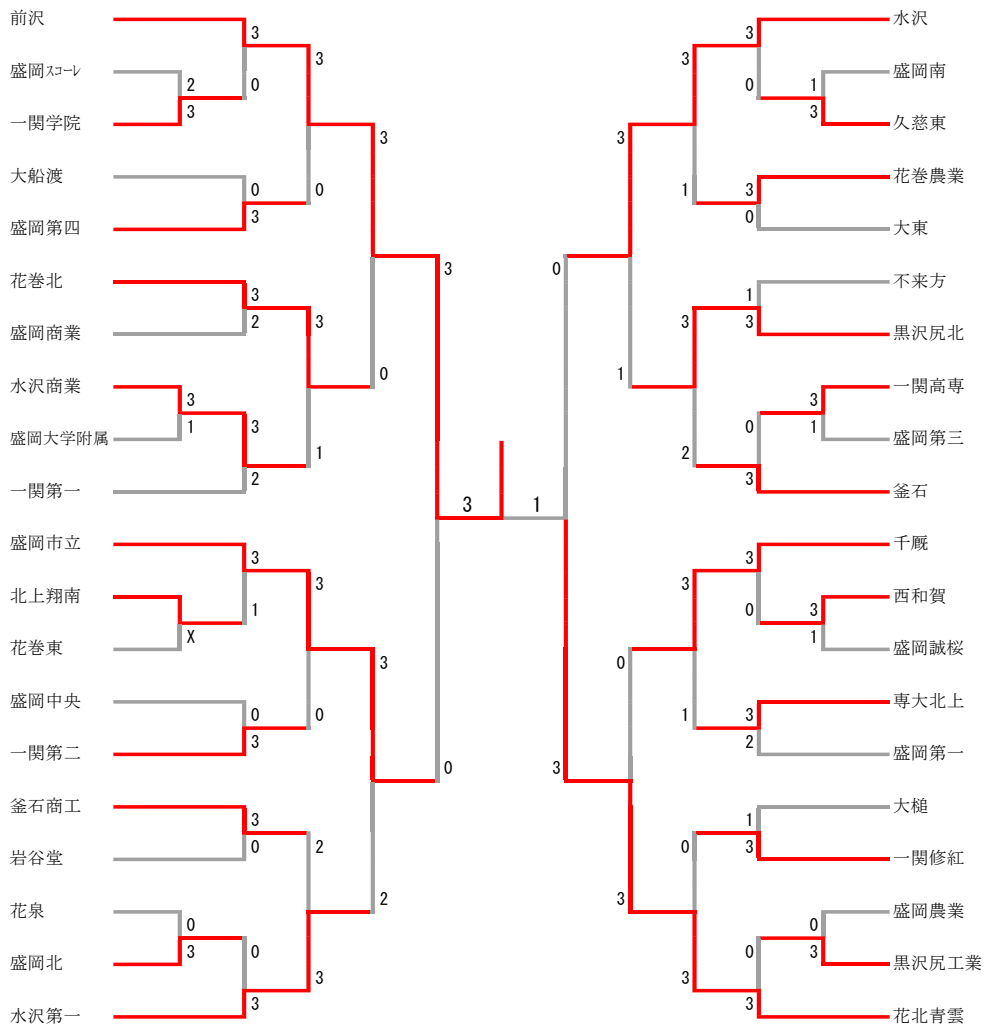 前沢
3
3
盛岡スコーレ
2
0
3
一関学院
3
大船渡
0
0
盛岡第四
3
3
花巻北
3
3
盛岡商業
2
0
水沢商業
3
盛岡大学附属
1
3
1
一関第一
2
3
盛岡市立
3
3
北上翔南
1
花巻東
X
3
盛岡中央
0
0
一関第二
3
0
釜石商工
3
2
岩谷堂
0
2
花泉
0
0
盛岡北
3
3
水沢第一
3
1
水沢
3
3
盛岡南
1
0
3
久慈東
3
花巻農業
3
1
大東
0
0
不来方
1
3
黒沢尻北
3
1
一関高専
3
0
盛岡第三
1
2
釜石
3
千厩
3
3
西和賀
3
0
盛岡誠桜
1
0
専大北上
3
1
盛岡第一
2
3
大槌
1
0
一関修紅
3
3
盛岡農業
0
0
黒沢尻工業
3
3
花北青雲
3